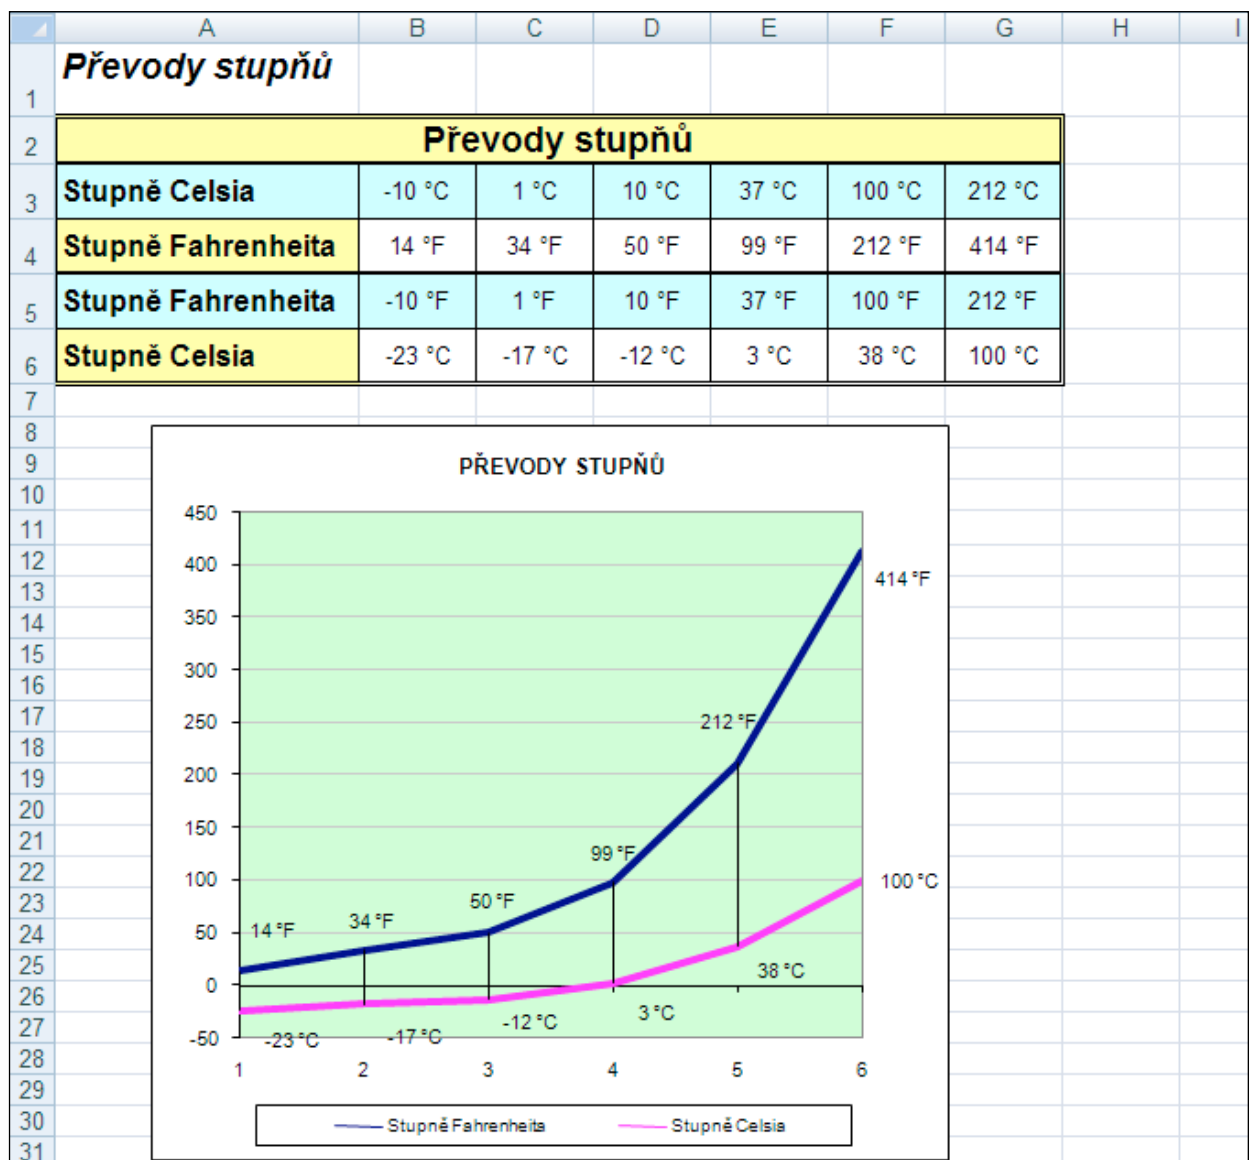 A B C D E F G H I
1 Převody stupňů
2 Převody stupňů
3 Stupně Celsia -10 °C 1 °C 10 °C 37 °C 100 °C 212 °C
4 Stupně Fahrenheita 14 °F 34 °F 50 °F 99 °F 212 °F 414 °F
5 Stupně Fahrenheita -10 °F 1 °F 10 °F 37 °F 100 °F 212 °F
6 Stupně Celsia -23 °C -17 °C -12 °C 3 °C 38 °C 100 °C
7
8
9
10
11
12
13
14
15
16
17
18
19
20
21
22
23
24
25
26
27
28
29
30
31
PŘEVODY STUPŇŮ
450
400
414 °F
350
300
250
212 °F
200
150
99 °F
100
100 °C
50 °F
34 °F
14 °F
50
38 °C
0
3 °C
-12 °C
-17 °C
-23 °C
-50
1 2 3 4 5 6
Stupně Fahrenheita Stupně Celsia